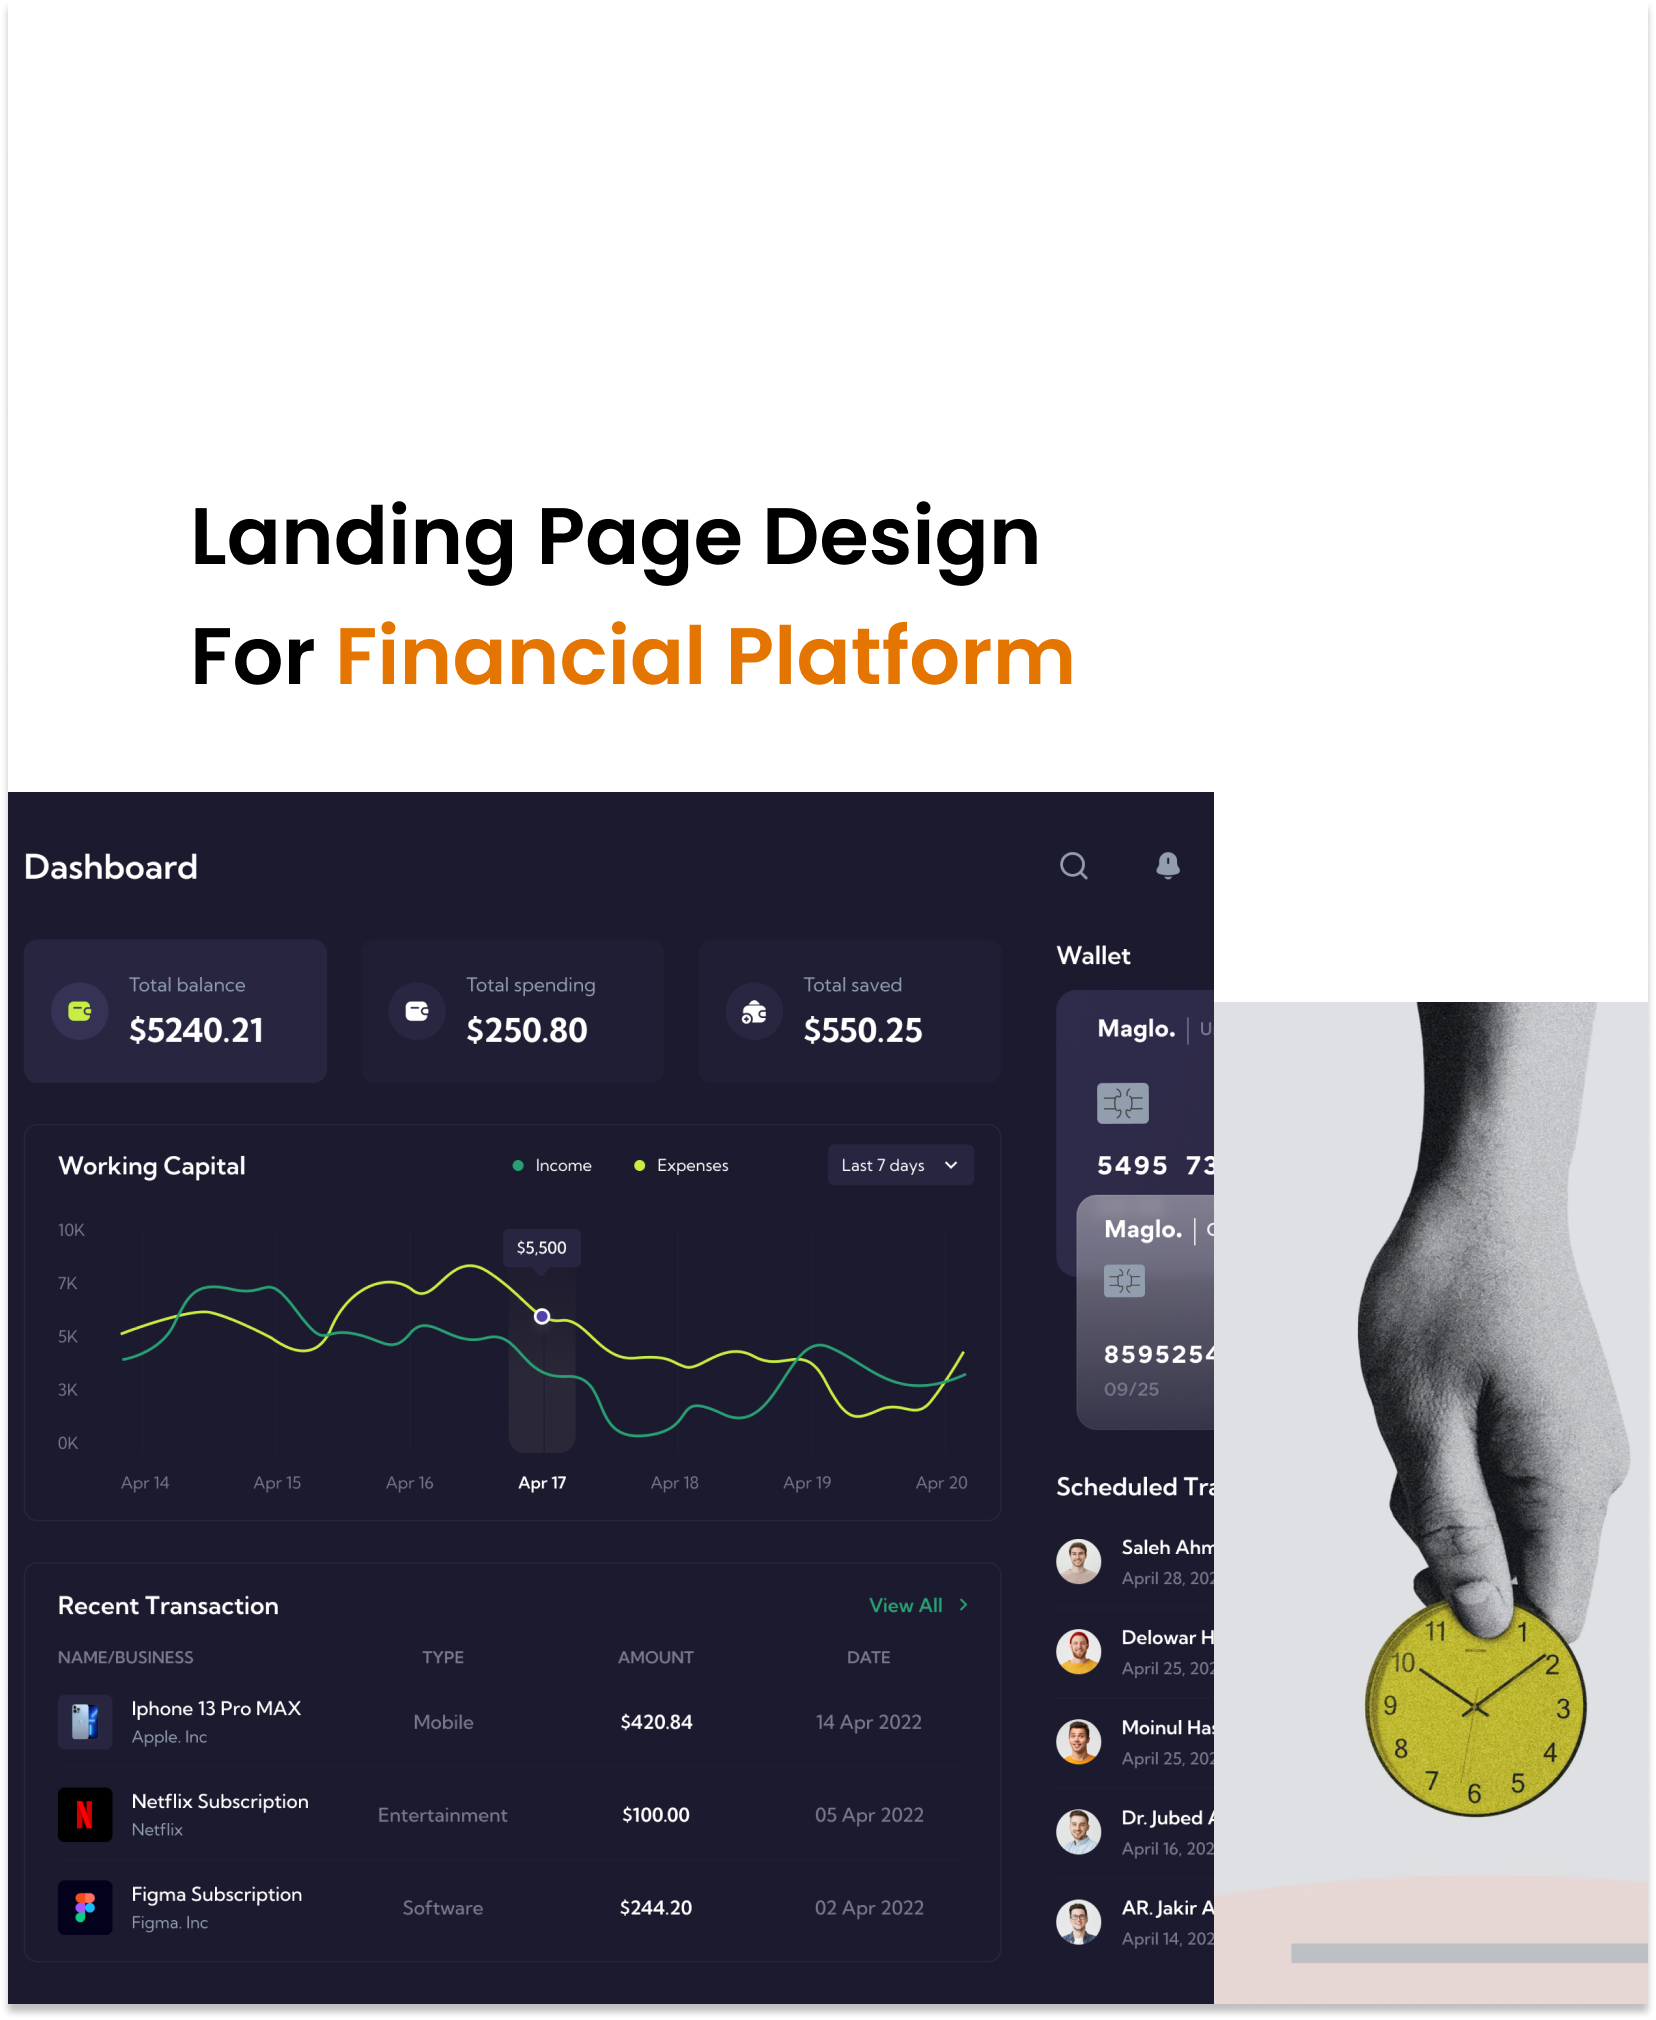 Landing Page Design
For Financial Platform
Dashboard
Total balance
$5240.21
Total spending
$250.80
Total saved
$550.25
Working Capital
Income
Expenses
Last 7 days
10K
7K
5K
3K
0K
$5,500
Apr 14
Apr 15
Apr 16
Apr 17
Apr 18
Apr 19
Apr 20
Recent Transaction
View All
NAME/BUSINESS
TYPE
AMOUNT
DATE
Iphone 13 Pro MAX
Apple. Inc
Mobile
$420.84
14 Apr 2022
Netflix Subscription
Netflix
Entertainment
$100.00
05 Apr 2022
Figma Subscription
Figma. Inc
Software
$244.20
02 Apr 2022
Wallet
Maglo.
5495 73
Maglo.
8595254
09/25
Scheduled Tra
Saleh Ahm
April 28, 202
Delowar H
April 25, 202
Moinul Has
April 25, 202
Dr. Jubed A
April 16, 202
AR. Jakir A
April 14, 202
11
1
10
2
9
3
8
4
7
5
6